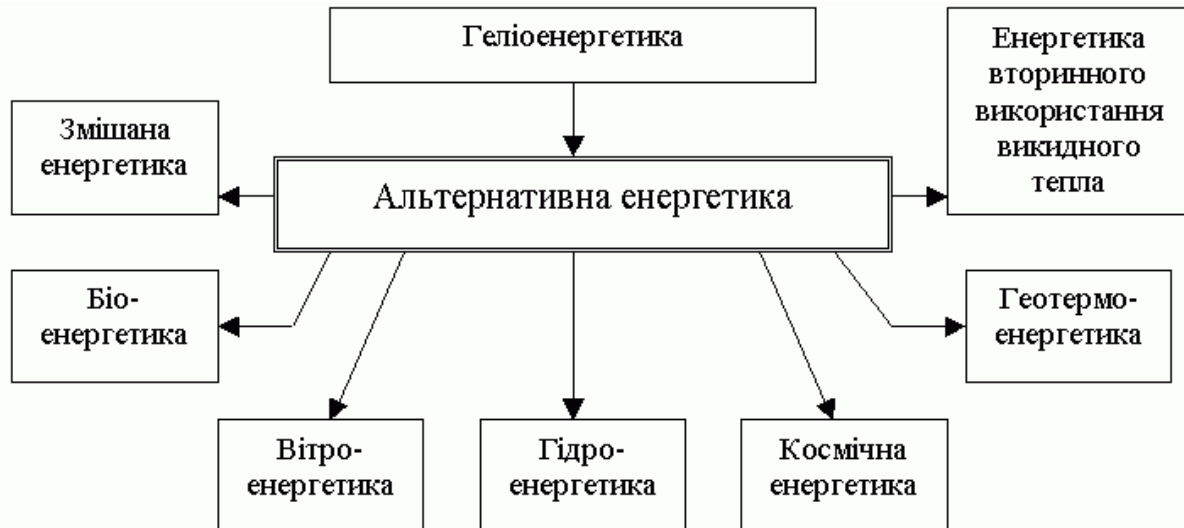 Геліоенергетика
Енергетика
вторинного
використання
викидного
тепла
Змішана
енергетика
Альтернативна енергетика
Біо-
енергетика
Геотермо-
енергетика
Вітро-
енергетика
Гідро-
енергетика
Космічна
енергетика